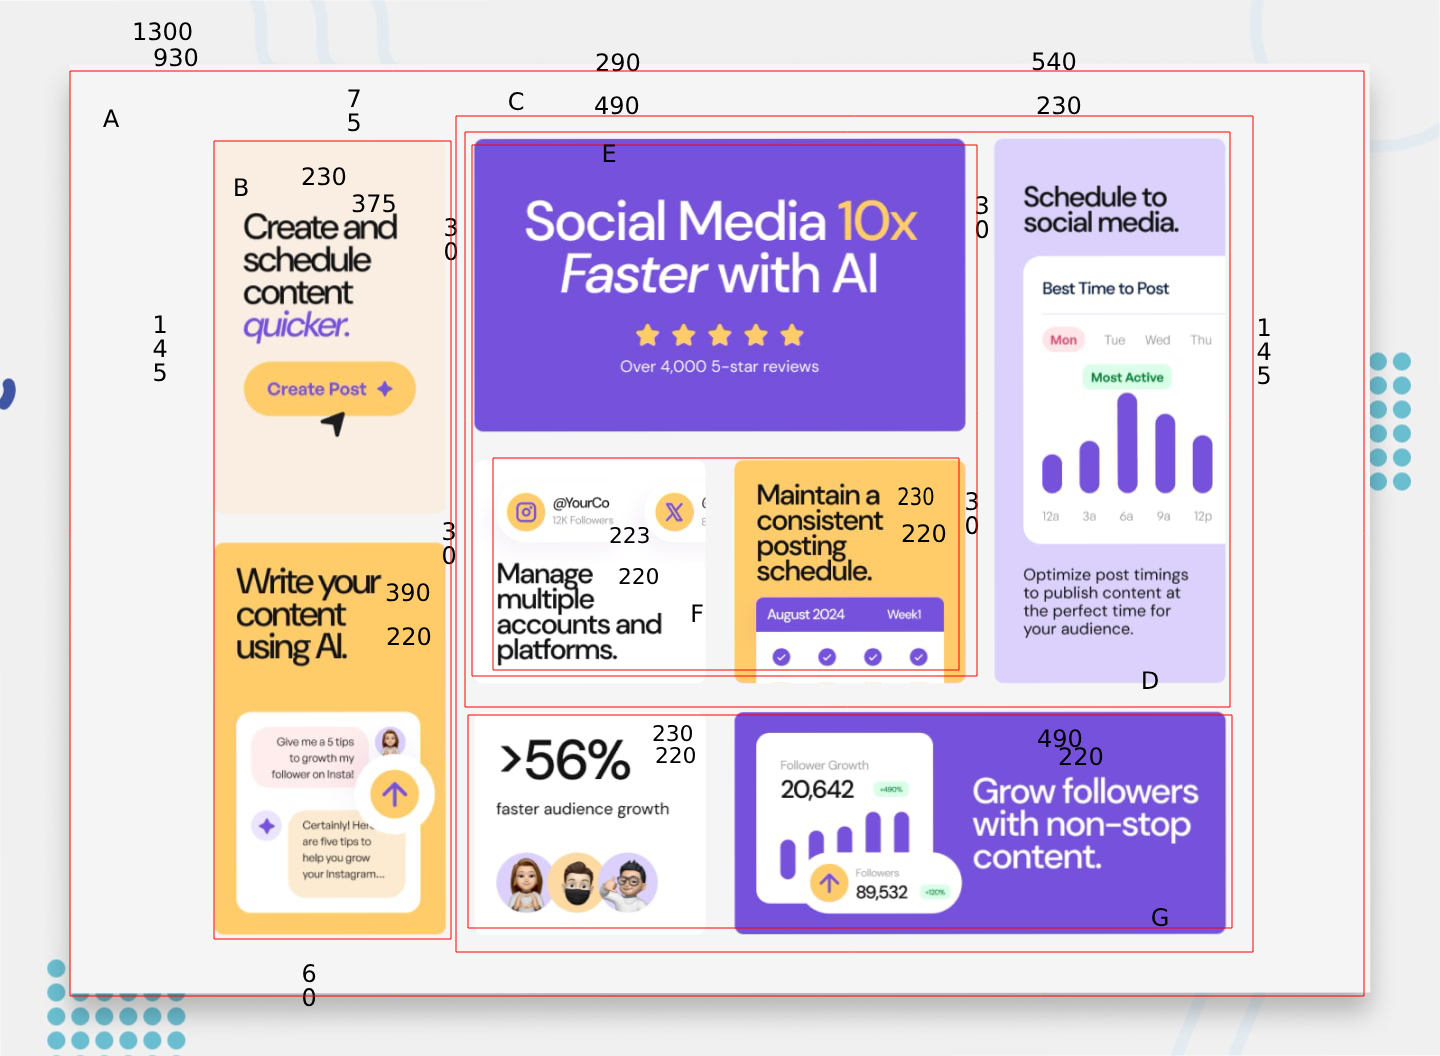 1300
930
290
540
A
7
5
C
490
230
E
B
230
375
Create and
schedule
content
quicker.
Create Post
3
0
1
4
5
Social Media 10x
Faster with AI
Over 4,000 5-star reviews
3
0
Schedule to
social media.
Best Time to Post
Mon Tue Wed Thu
Most Active
12a 3a 6a 9a 12p
Optimize post timings
to publish content at
the perfect time for
your audience.
D
1
4
5
@YourCo
12K Followers
223
220
Manage
multiple
accounts and
platforms.
F
Maintain a
consistent
posting
schedule.
230
220
August 2024 Week1
3
0
3
0
Write your
content
using AI.
390
220
Give me a 5 tips
to growth my
follower on Insta!
Certainly! Here
are five tips to
help you grow
your Instagram...
>56%
230
220
faster audience growth
Follower Growth
20,642
+490%
Followers
89,532
+120%
490
220
Grow followers
with non-stop
content.
G
6
0